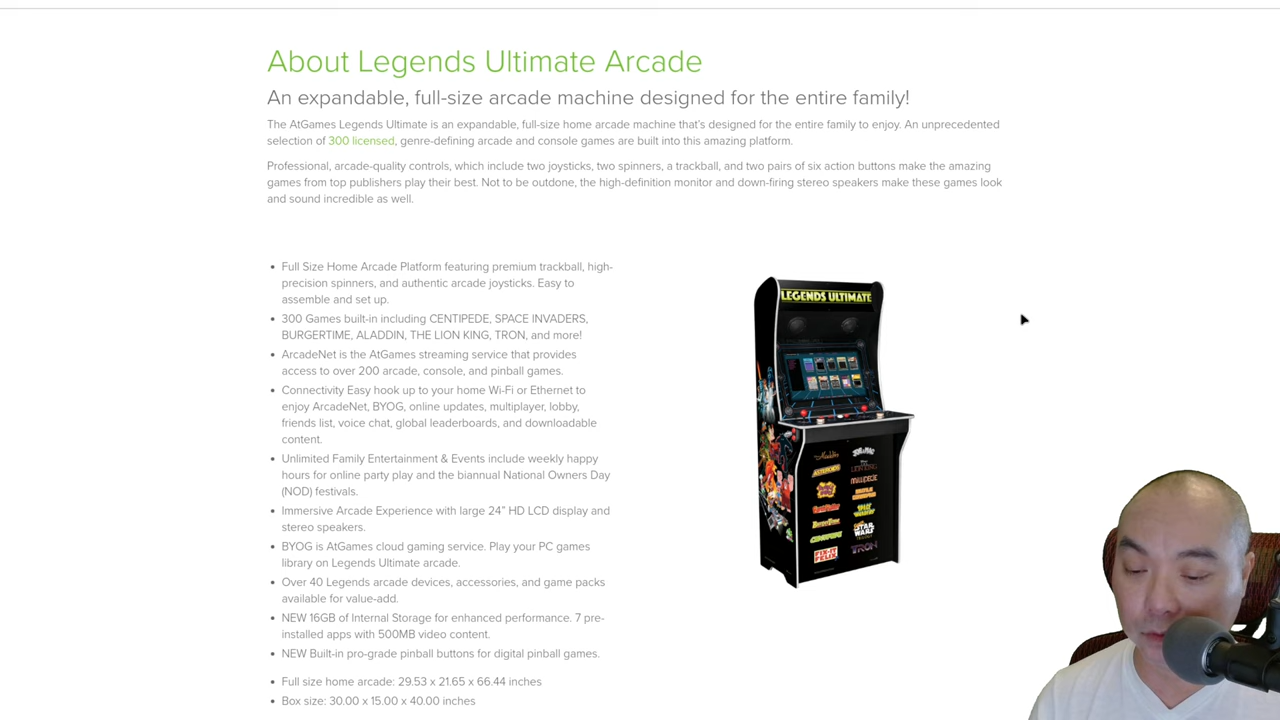 About Legends Ultimate Arcade
An expandable, full-size arcade machine designed for the entire family!
The AtGames Legends Ultimate is an expandable, full-size home arcade machine that's designed for the entire family to enjoy. An unprecedented
selection of 300 licensed, genre-defining arcade and console games are built into this amazing platform.
Professional, arcade-quality controls, which include two joysticks, two spinners, a trackball, and two pairs of six action buttons make the amazing
games from top publishers play their best. Not to be outdone, the high-definition monitor and down-firing stereo speakers make these games look
and sound incredible as well.
• Full Size Home Arcade Platform featuring premium trackball, high-
precision spinners, and authentic arcade joysticks. Easy to
assemble and set up.
• 300 Games built-in including CENTIPEDE, SPACE INVADERS,
BURGERTIME, ALADDIN, THE LION KING, TRON, and more!
• ArcadeNet is the AtGames streaming service that provides
access to over 200 arcade, console, and pinball games.
• Connectivity Easy hook up to your home Wi-Fi or Ethernet to
enjoy ArcadeNet, BYOG, online updates, multiplayer, lobby,
friends list, voice chat, global leaderboards, and downloadable
content.
• Unlimited Family Entertainment & Events include weekly happy
hours for online party play and the biannual National Owners Day
(NOD) festivals.
• Immersive Arcade Experience with large 24” HD LCD display and
stereo speakers.
• BYOG is AtGames cloud gaming service. Play your PC games
library on Legends Ultimate arcade.
• Over 40 Legends arcade devices, accessories, and game packs
available for value-add.
• NEW 16GB of Internal Storage for enhanced performance. 7 pre-
installed apps with 500MB video content.
• NEW Built-in pro-grade pinball buttons for digital pinball games.
• Full size home arcade: 29.53 x 21.65 x 66.44 inches
• Box size: 30.00 x 15.00 x 40.00 inches
LEGENDS ULTIMATE
Aladdin
ASTEROIDS
LION KING
MILLIPEDE
BURGERTIME
CENTIPEDE
STAR WARS
FIX-IT FELIX
TRON